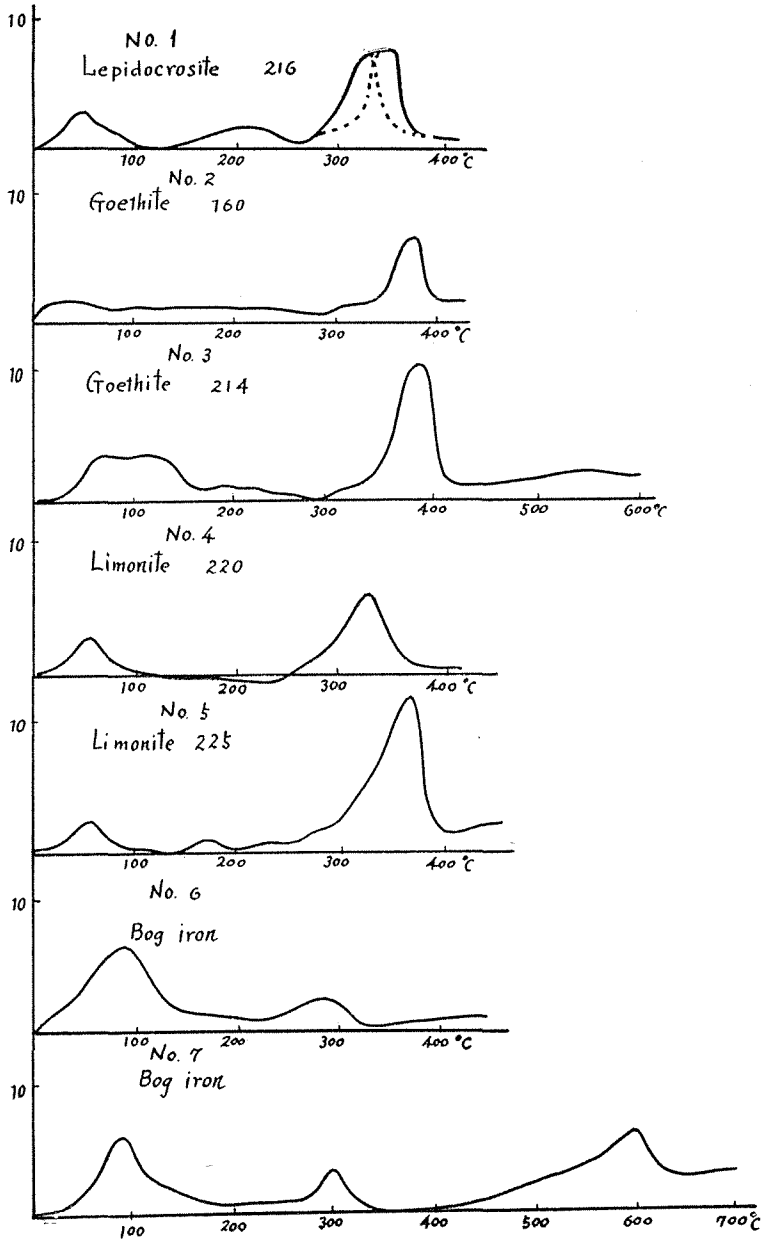 10
No. 1
Lepidocrosite 216
100 200 300 400°C
No. 2
10
Goethite 160
100 200 300 400°C
No. 3
10
Goethite 214
100 200 300 400 500 600°C
No. 4
10
Limonite 220
100 200 300 400°C
No. 5
10
Limonite 225
100 200 300 400°C
No. 6
10
Bog iron
100 200 300 400°C
No. 7
10
Bog iron
100 200 300 400 500 600 700°C